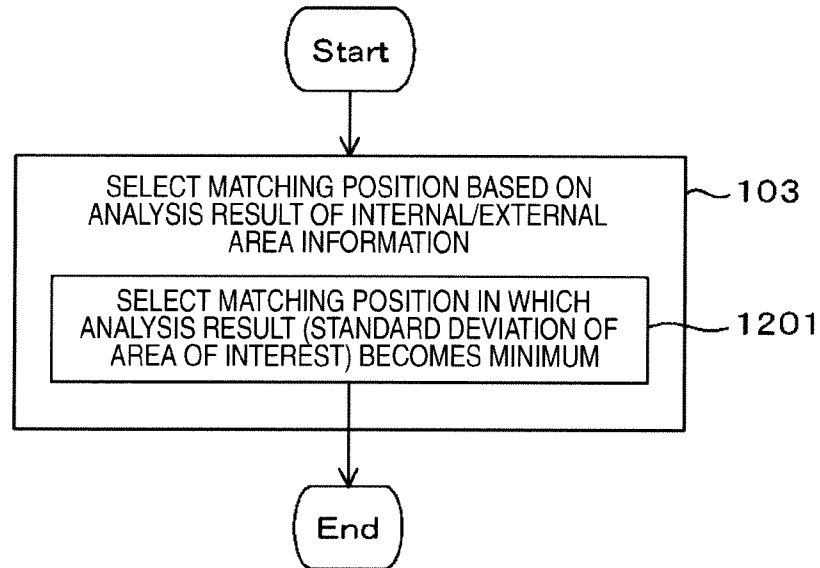 Start
SELECT MATCHING POSITION BASED ON
ANALYSIS RESULT OF INTERNAL/EXTERNAL
AREA INFORMATION
103
SELECT MATCHING POSITION IN WHICH
ANALYSIS RESULT (STANDARD DEVIATION OF
AREA OF INTEREST) BECOMES MINIMUM
1201
End